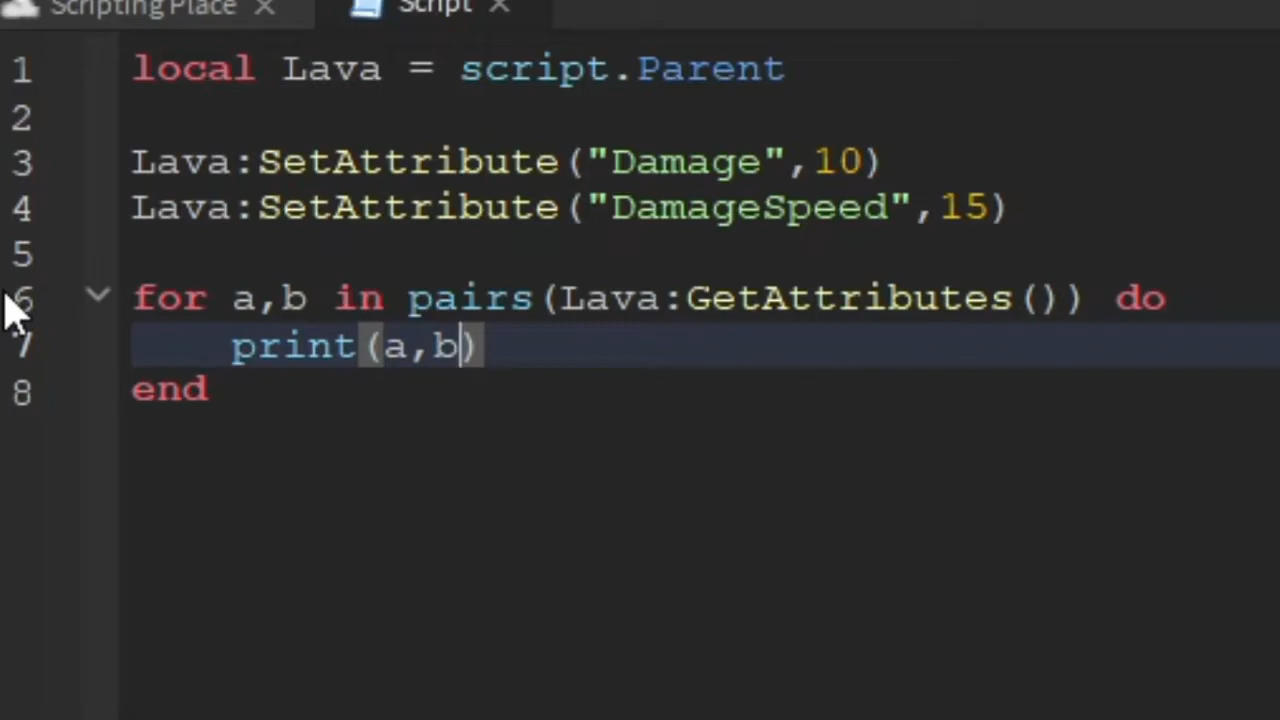 Scripting Place Script
1 local Lava = script.Parent
2
3 Lava:SetAttribute("Damage",10)
4 Lava:SetAttribute("DamageSpeed",15)
5
6 for a,b in pairs(Lava:GetAttributes()) do
7 print(a,b)
8 end